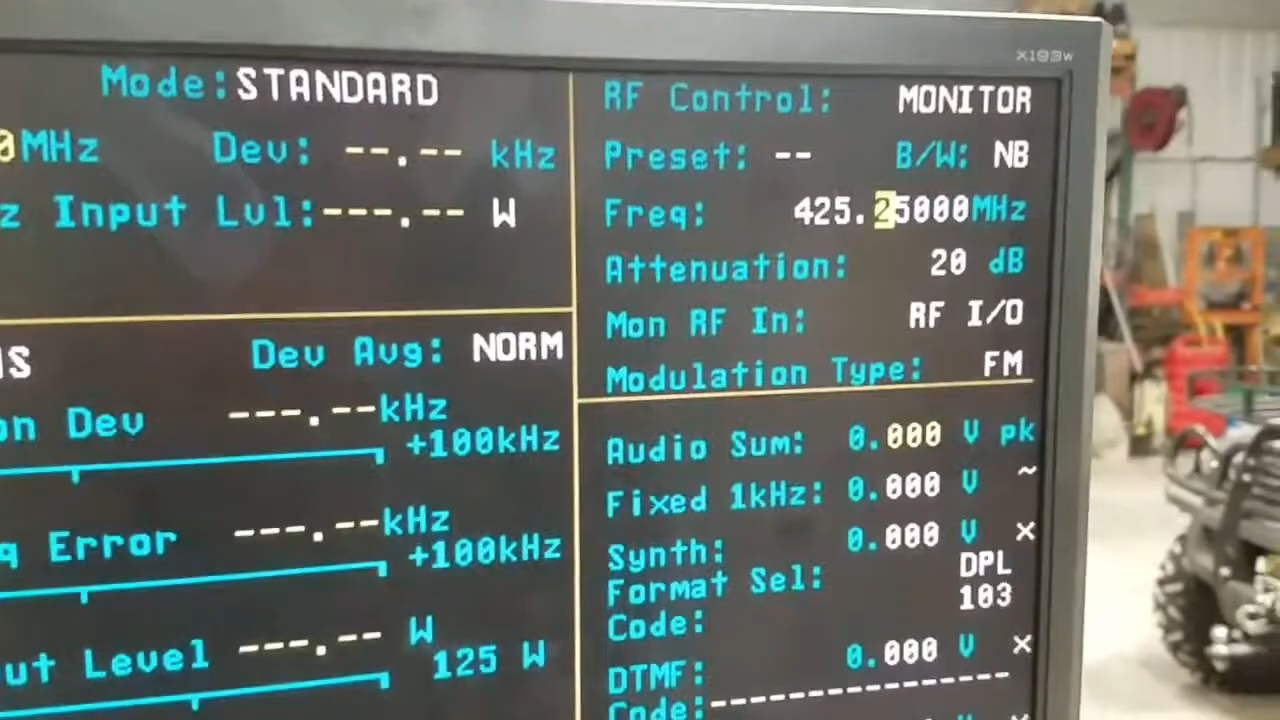 X193w
Mode:STANDARD
0MHz Dev: --.-- kHz
z Input Lvl:---.-- W
RF Control: MONITOR
Preset: -- B/W: NB
Freq: 425.25000MHz
Attenuation: 20 dB
Mon RF In: RF I/O
Modulation Type: FM
Dev Avg: NORM
on Dev ---.--kHz
+100kHz
q Error ---.--kHz
+100kHz
ut Level ---.-- W
125 W
Audio Sum: 0.000 V pk
Fixed 1kHz: 0.000 V ~
Synth: 0.000 V ×
Format Sel: DPL
Code: 103
DTMF: 0.000 V ×
Code:--------------